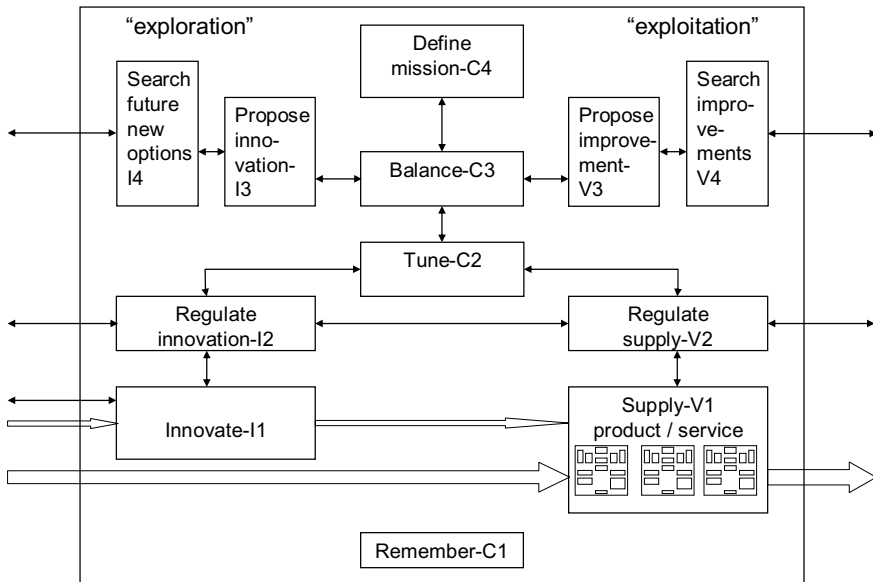 “exploration”
“exploitation”
Define
mission-C4
Search
future
new
options
I4
Propose
inno-
vation-
I3
Balance-C3
Propose
improve-
ment-
V3
Search
impro-
ve-
ments
V4
Tune-C2
Regulate
innovation-I2
Regulate
supply-V2
Innovate-I1
Supply-V1
product / service
Remember-C1